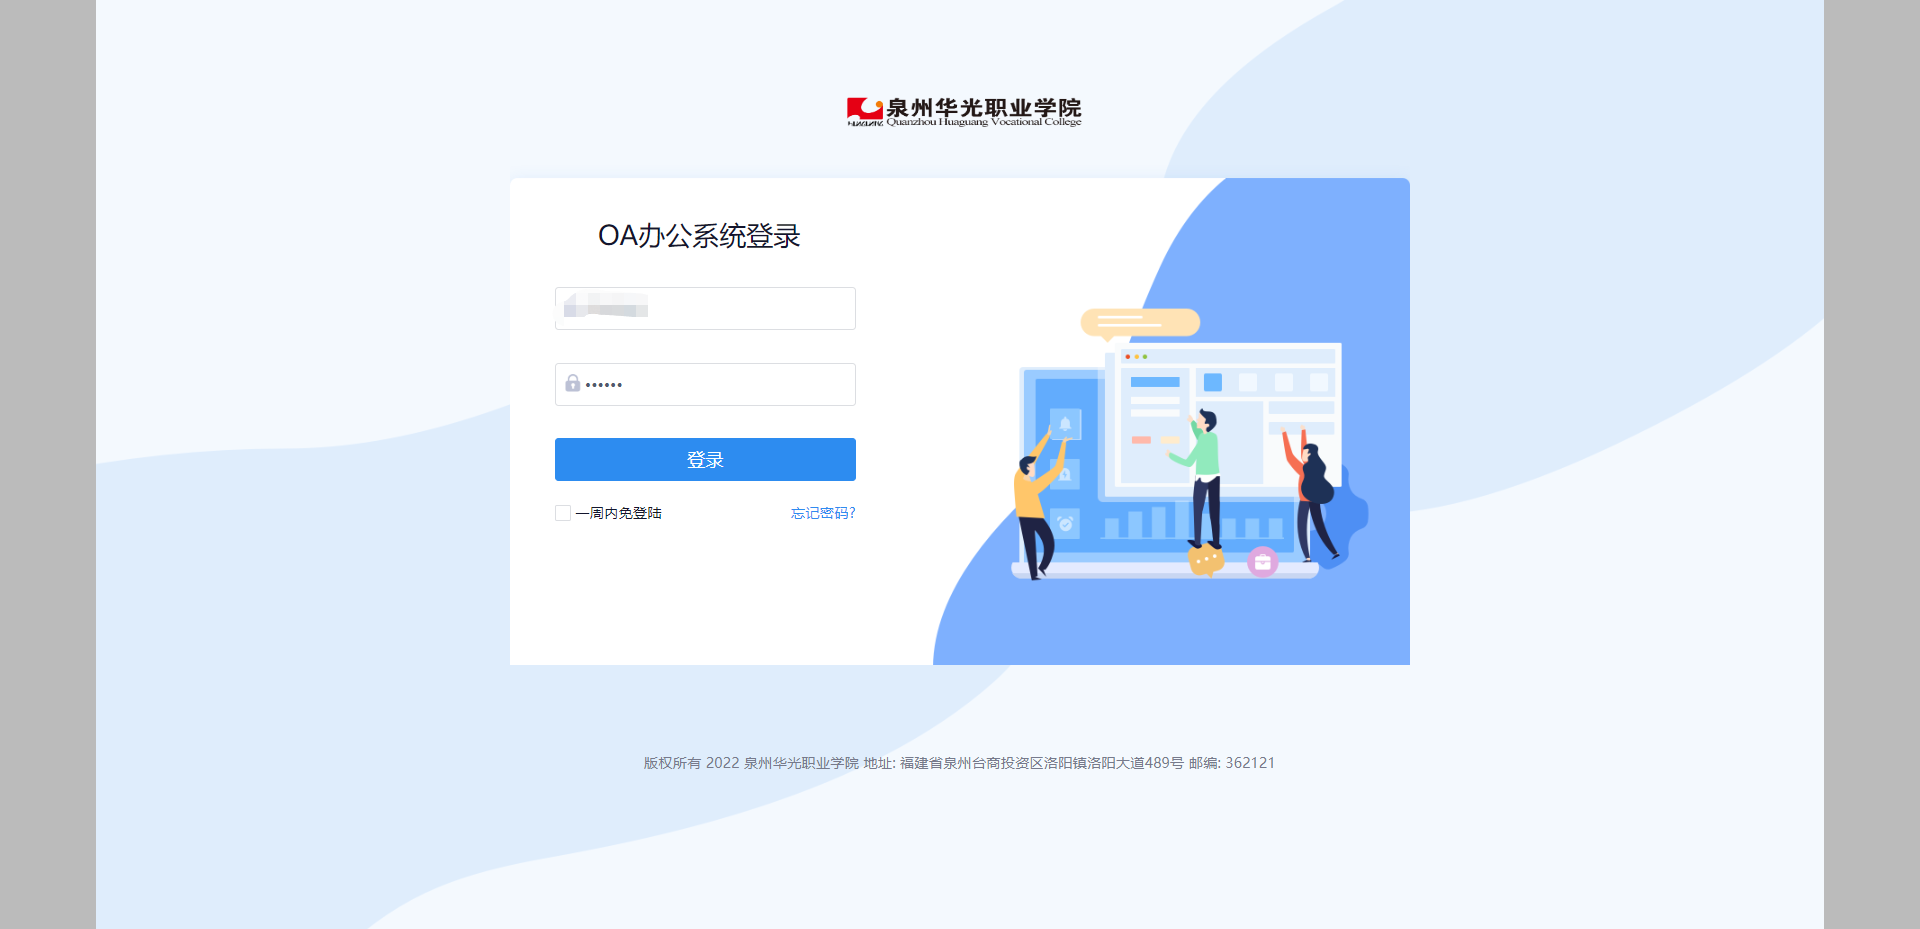 泉州华光职业学院
HUAGUANG Quanzhou Huaguang Vocational College
OA办公系统登录
••••••
登录
一周内免登陆 忘记密码?
版权所有 2022 泉州华光职业学院 地址: 福建省泉州台商投资区洛阳镇洛阳大道489号 邮编: 362121